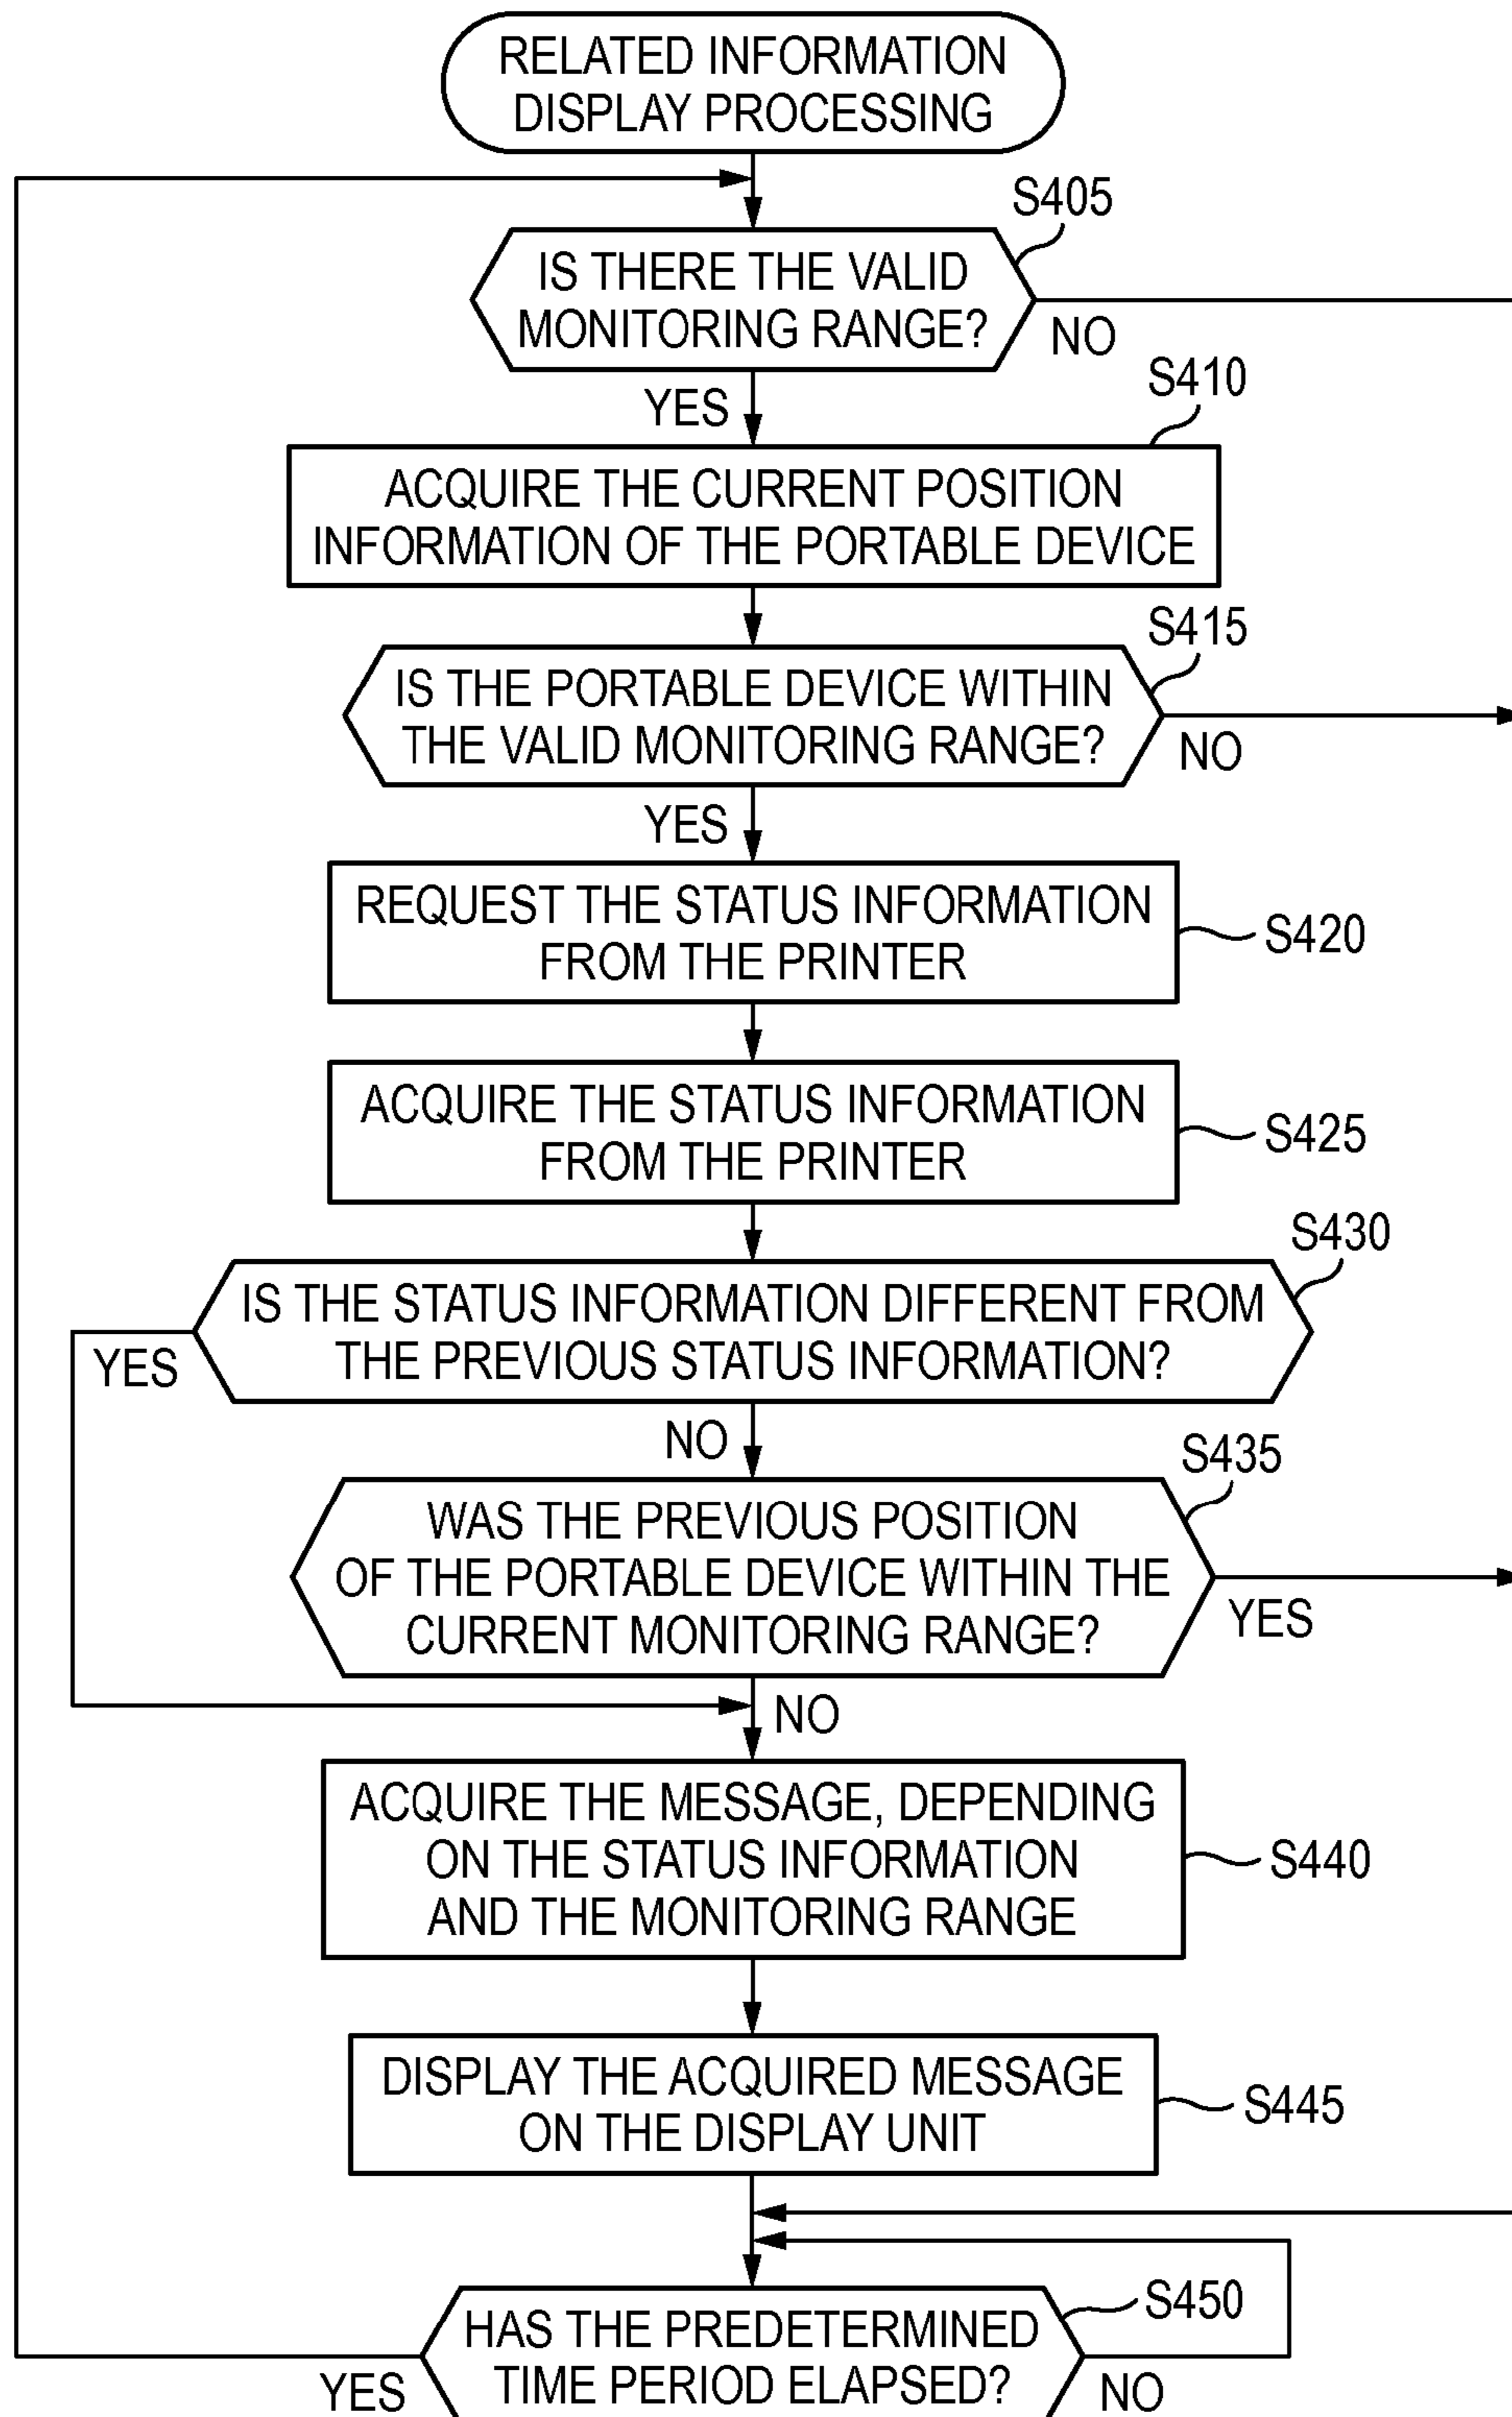 RELATED INFORMATION
DISPLAY PROCESSING
S405
IS THERE THE VALID
MONITORING RANGE?
NO
YES
S410
ACQUIRE THE CURRENT POSITION
INFORMATION OF THE PORTABLE DEVICE
S415
IS THE PORTABLE DEVICE WITHIN
THE VALID MONITORING RANGE?
NO
YES
REQUEST THE STATUS INFORMATION
FROM THE PRINTER
S420
ACQUIRE THE STATUS INFORMATION
FROM THE PRINTER
S425
S430
IS THE STATUS INFORMATION DIFFERENT FROM
THE PREVIOUS STATUS INFORMATION?
YES
NO
S435
WAS THE PREVIOUS POSITION
OF THE PORTABLE DEVICE WITHIN THE
CURRENT MONITORING RANGE?
YES
NO
ACQUIRE THE MESSAGE, DEPENDING
ON THE STATUS INFORMATION
AND THE MONITORING RANGE
S440
DISPLAY THE ACQUIRED MESSAGE
ON THE DISPLAY UNIT
S445
S450
HAS THE PREDETERMINED
TIME PERIOD ELAPSED?
YES
NO